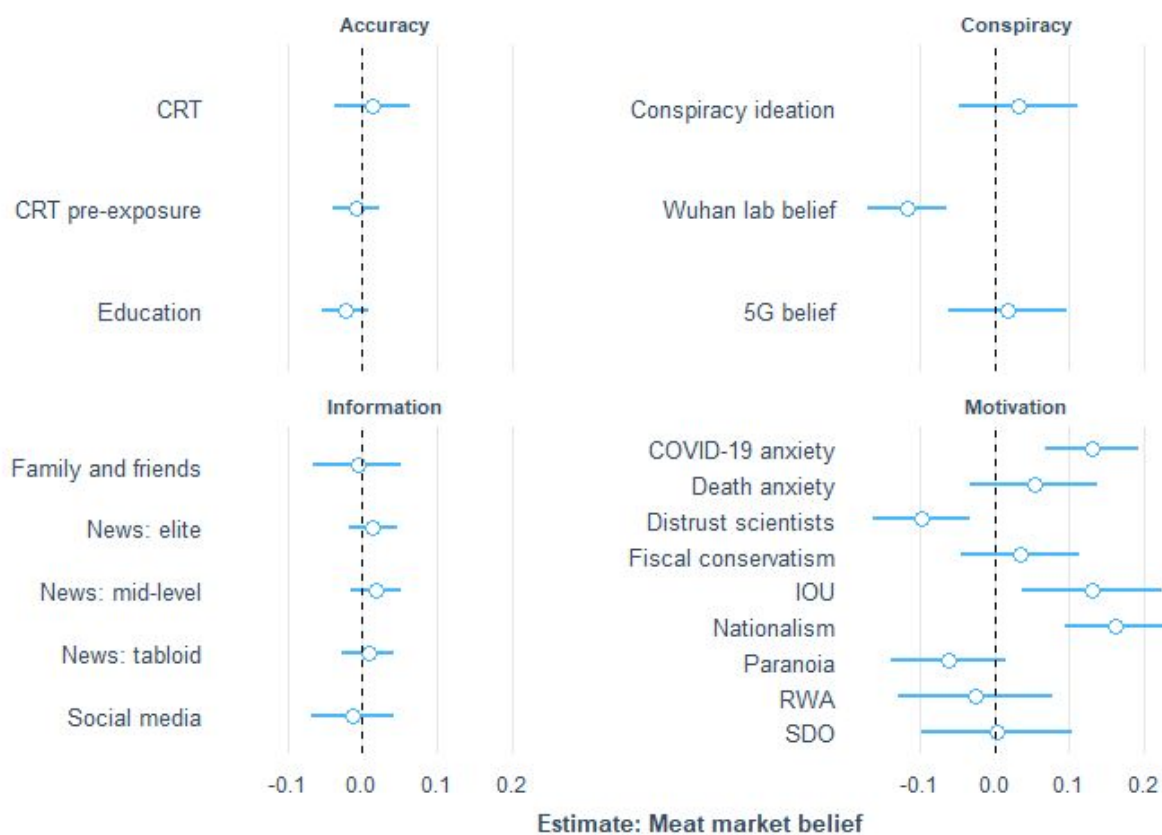 Accuracy
CRT
CRT pre-exposure
Education
Conspiracy
Conspiracy ideation
Wuhan lab belief
5G belief
Information
Family and friends
News: elite
News: mid-level
News: tabloid
Social media
-0.1 0.0 0.1 0.2
Motivation
COVID-19 anxiety
Death anxiety
Distrust scientists
Fiscal conservatism
IOU
Nationalism
Paranoia
RWA
SDO
-0.1 0.0 0.1 0.2
Estimate: Meat market belief